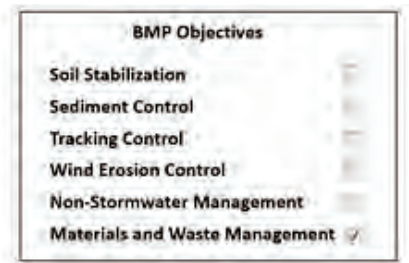 BMP Objectives
Soil Stabilization
Sediment Control
Tracking Control
Wind Erosion Control
Non-Stormwater Management
Materials and Waste Management ✓